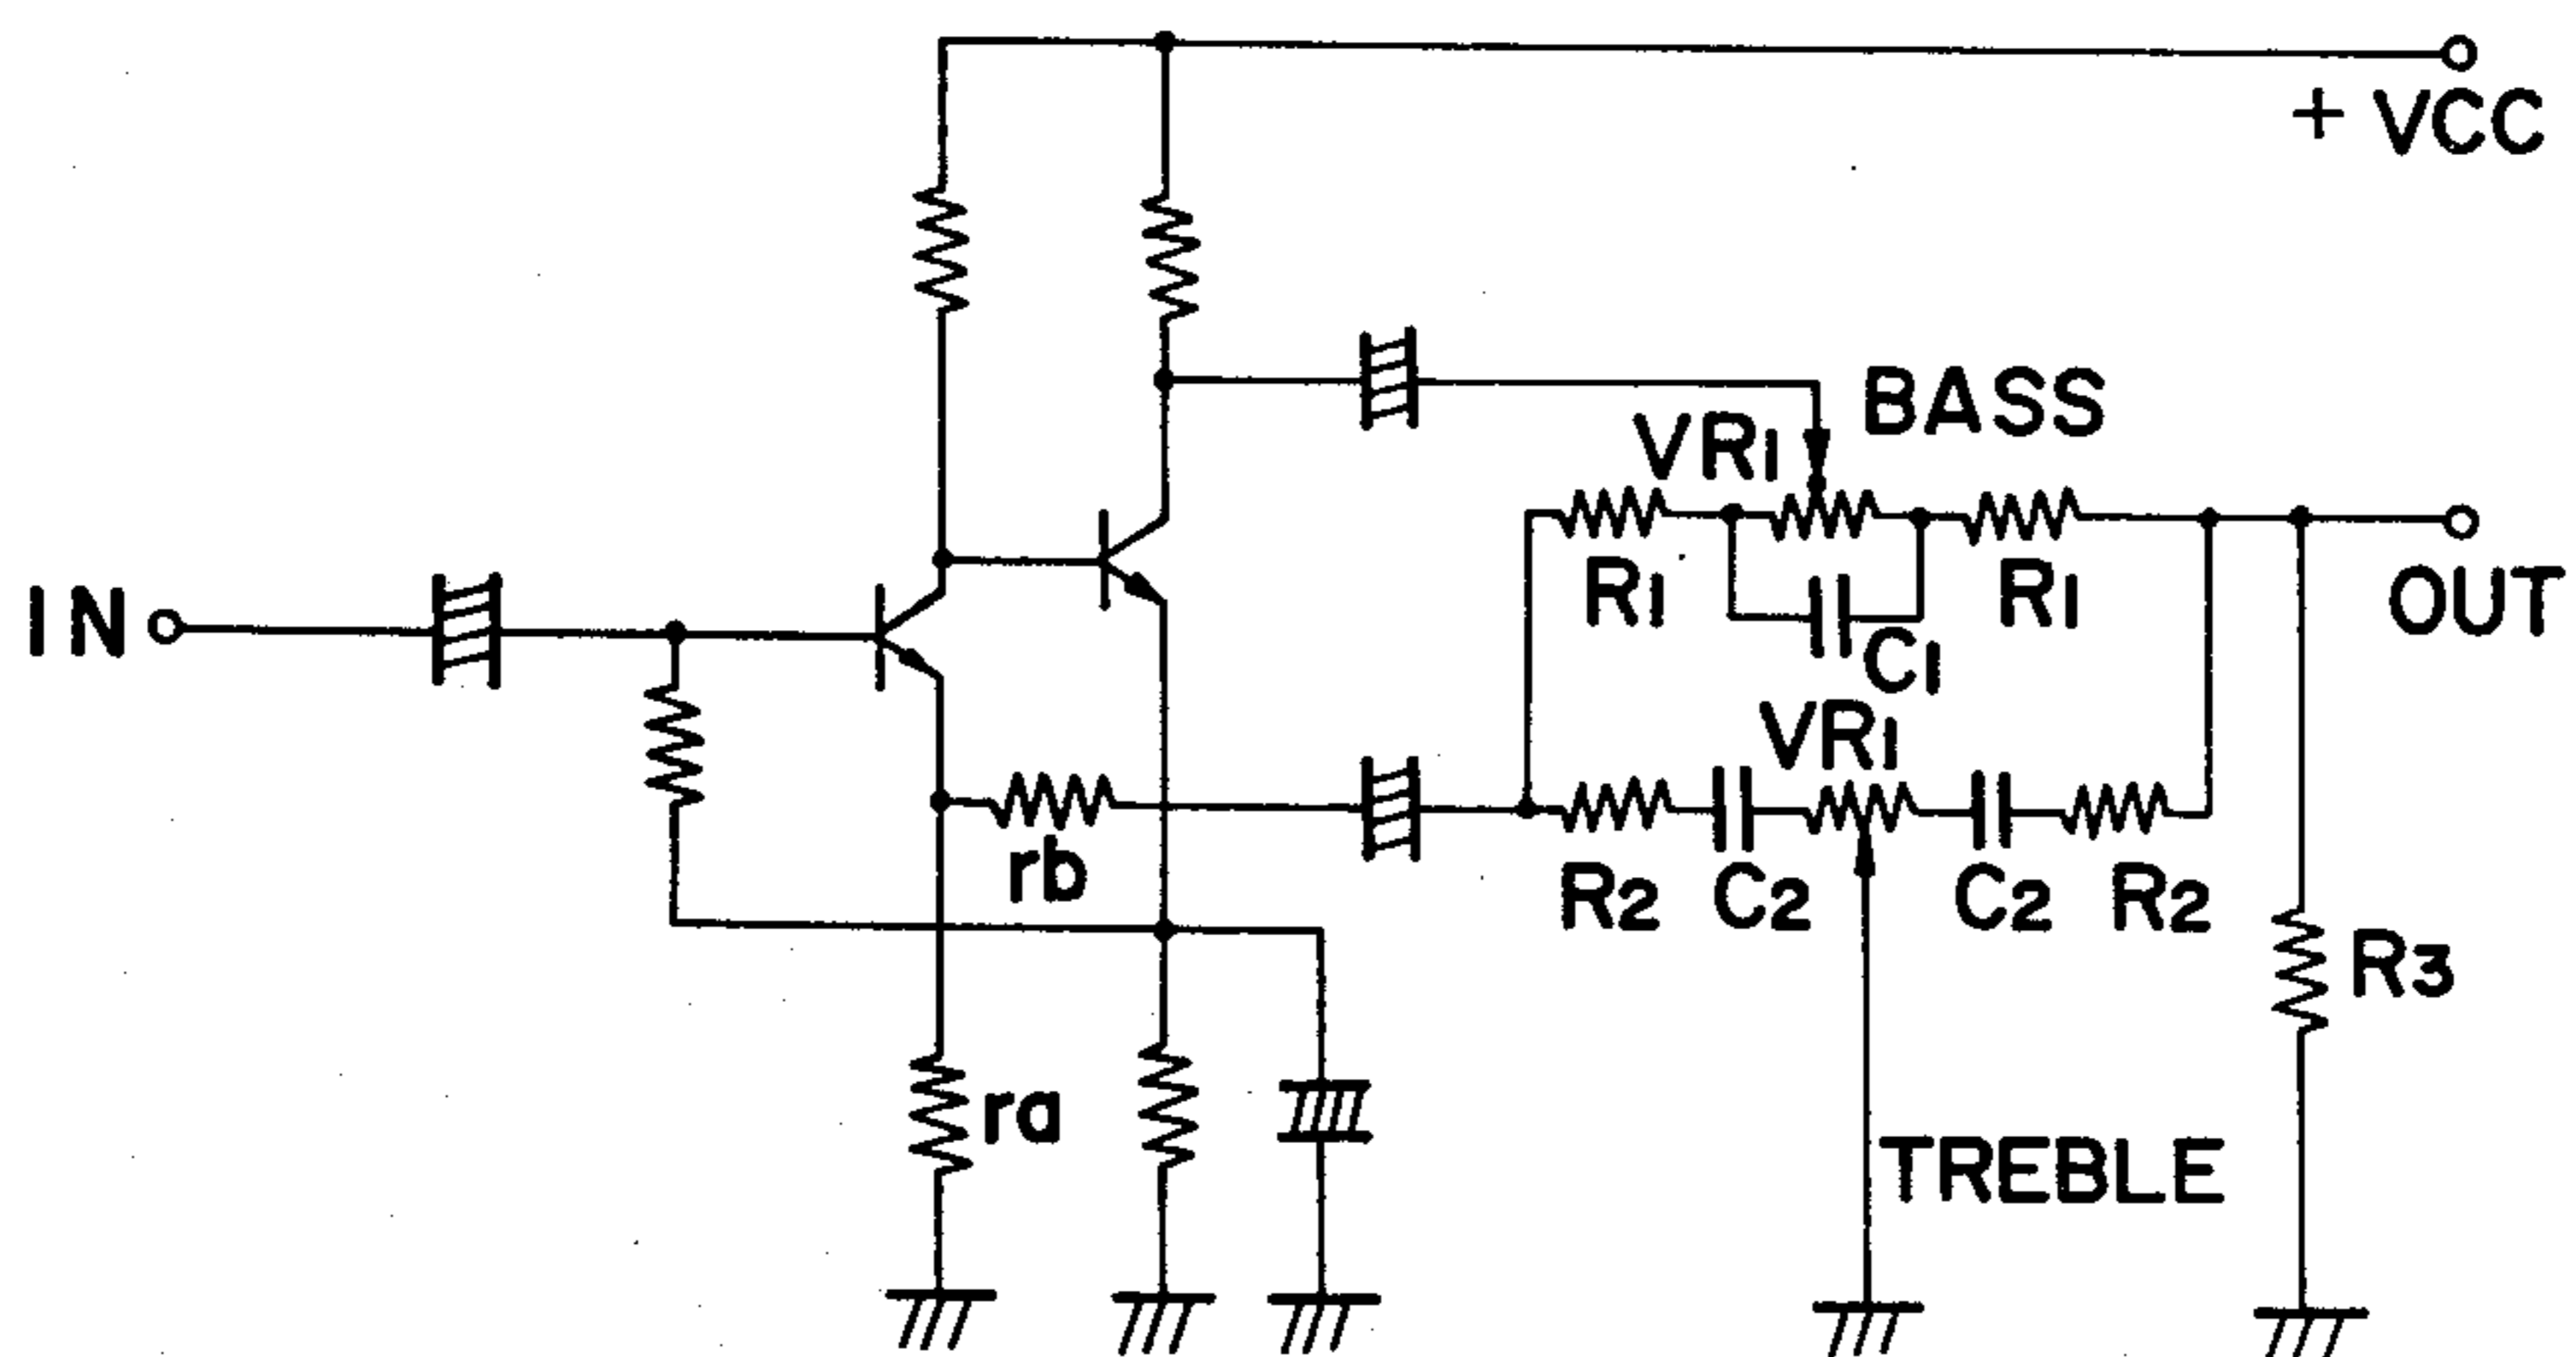 + VCC
BASS
VR1
IN
R1
R1
OUT
C1
VR1
rb
R2
C2
C2
R2
R3
ra
TREBLE